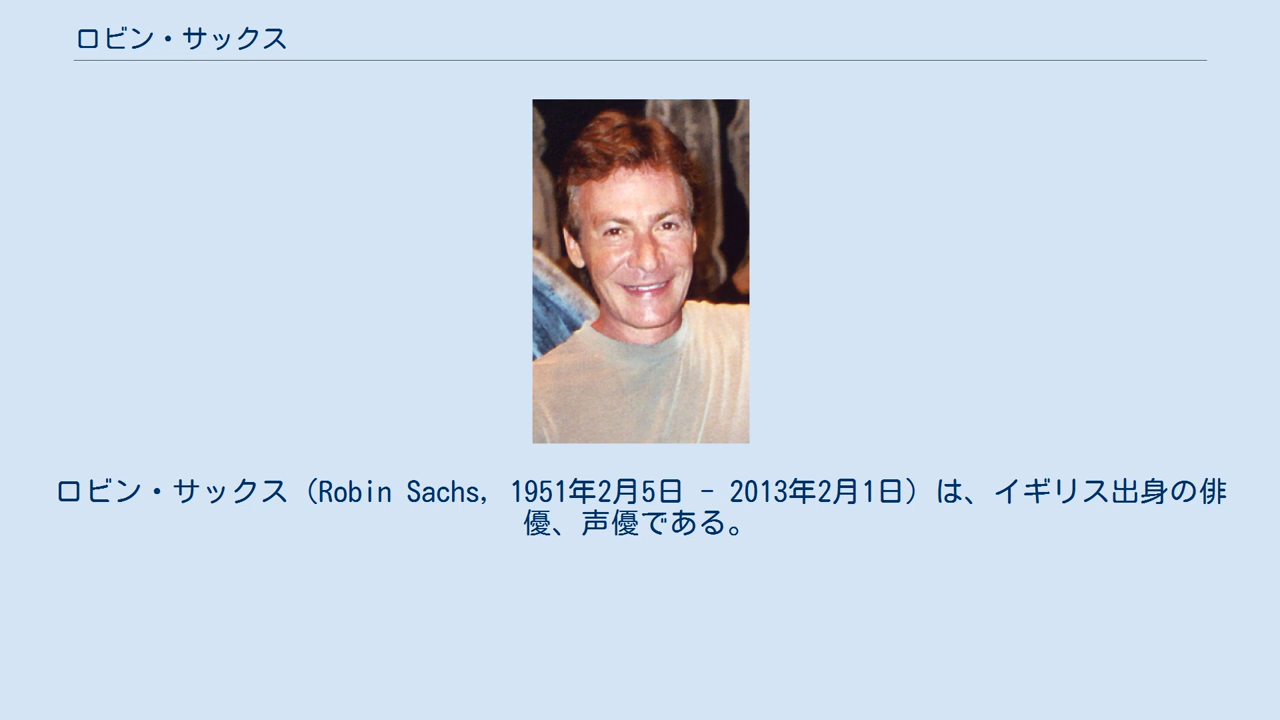 ロビン・サックス
ロビン・サックス（Robin Sachs, 1951年2月5日 - 2013年2月1日）は、イギリス出身の俳
優、声優である。